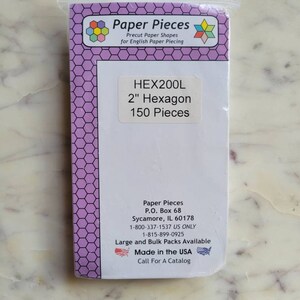 Paper Pieces
Precut Paper Shapes
for English Paper Piecing
HEX200L
2" Hexagon
150 Pieces
Paper Pieces
P.O. Box 68
Sycamore, IL 60178
1-800-337-1537 US ONLY
1-815-899-0925
Large and Bulk Packs Available
Made in the USA
Call For A Catalog